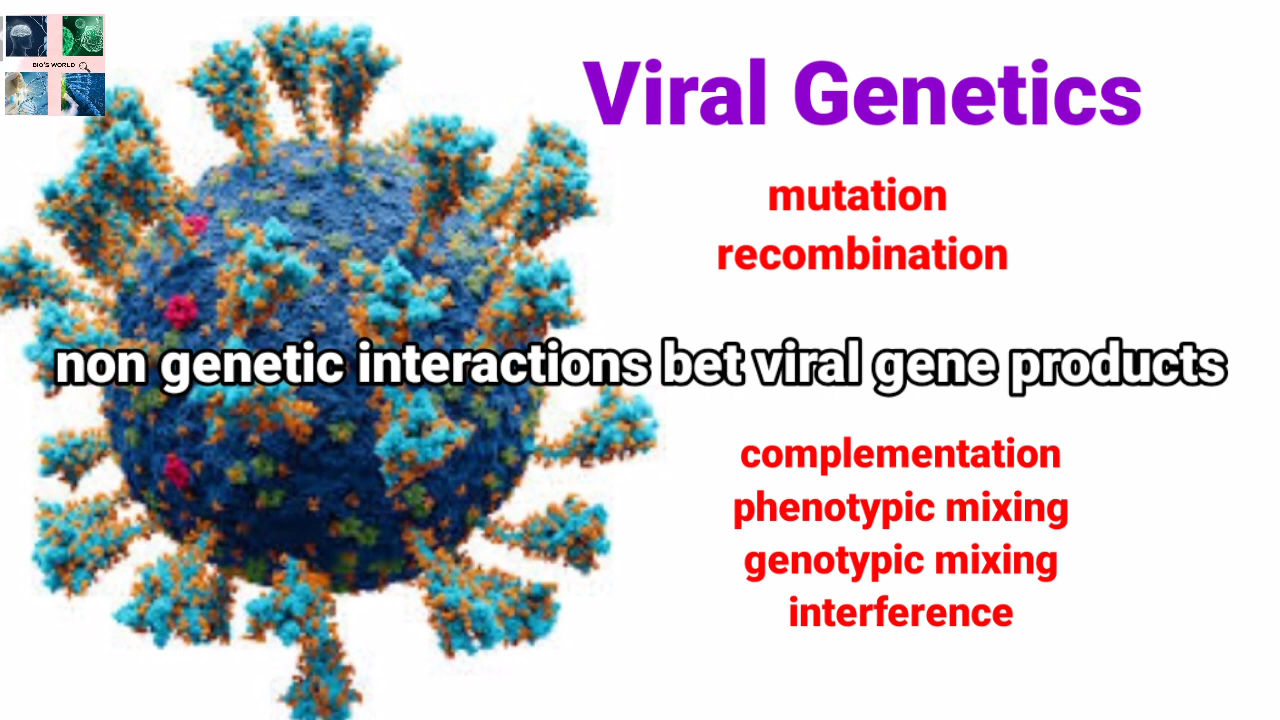 BIO'S WORLD
Viral Genetics
mutation
recombination
non genetic interactions bet viral gene products
complementation
phenotypic mixing
genotypic mixing
interference